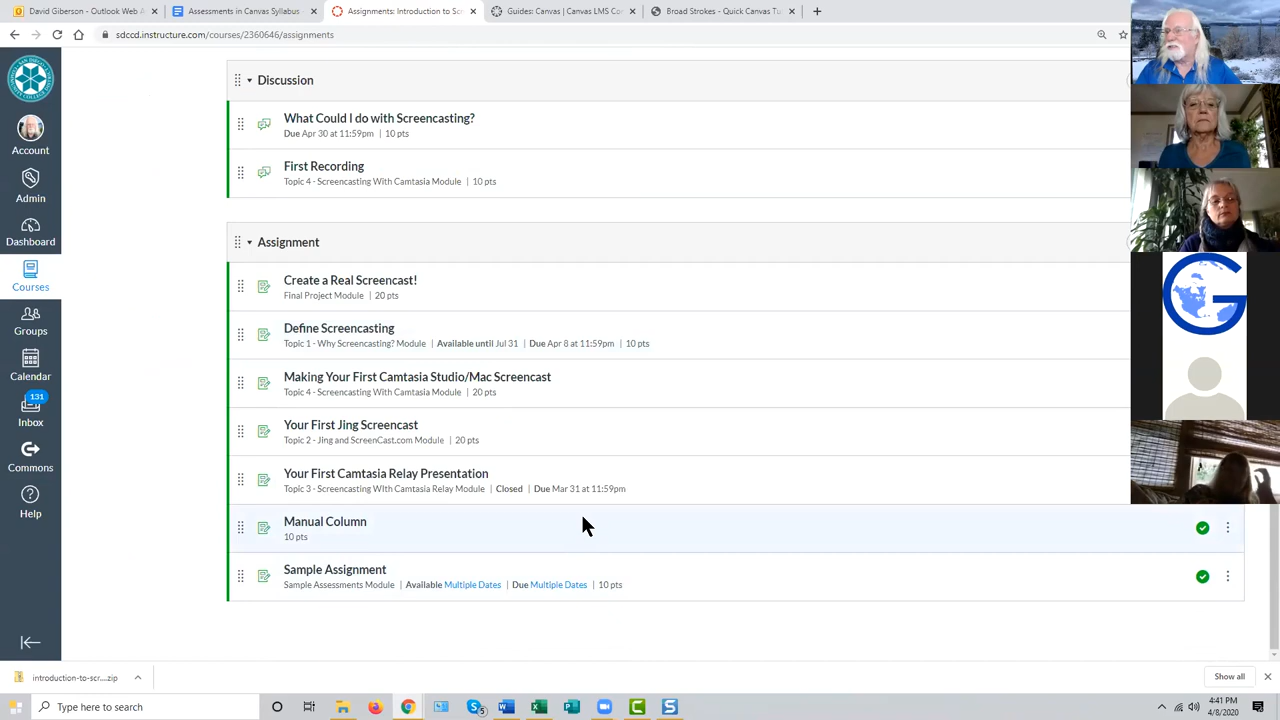 David Giberson - Outlook Web A
Assessments in Canvas Syllabus -
Assignments: Introduction to Scr
Guides: Canvas | Canvas LMS Cor
Broad Strokes - Quick Canvas Tu
sdccd.instructure.com/courses/2360646/assignments
Account
Admin
Dashboard
Courses
Groups
Calendar
131
Inbox
Commons
Help
Discussion
What Could I do with Screencasting?
Due Apr 30 at 11:59pm | 10 pts
First Recording
Topic 4 - Screencasting With Camtasia Module | 10 pts
Assignment
Create a Real Screencast!
Final Project Module | 20 pts
Define Screencasting
Topic 1 - Why Screencasting? Module | Available until Jul 31 | Due Apr 8 at 11:59pm | 10 pts
Making Your First Camtasia Studio/Mac Screencast
Topic 4 - Screencasting With Camtasia Module | 20 pts
Your First Jing Screencast
Topic 2 - Jing and ScreenCast.com Module | 20 pts
Your First Camtasia Relay Presentation
Topic 3 - Screencasting WIth Camtasia Relay Module | Closed | Due Mar 31 at 11:59pm
Manual Column
10 pts
Sample Assignment
Sample Assessments Module | Available Multiple Dates | Due Multiple Dates | 10 pts
introduction-to-scr....zip
Show all
Type here to search
5
4:41 PM
4/8/2020